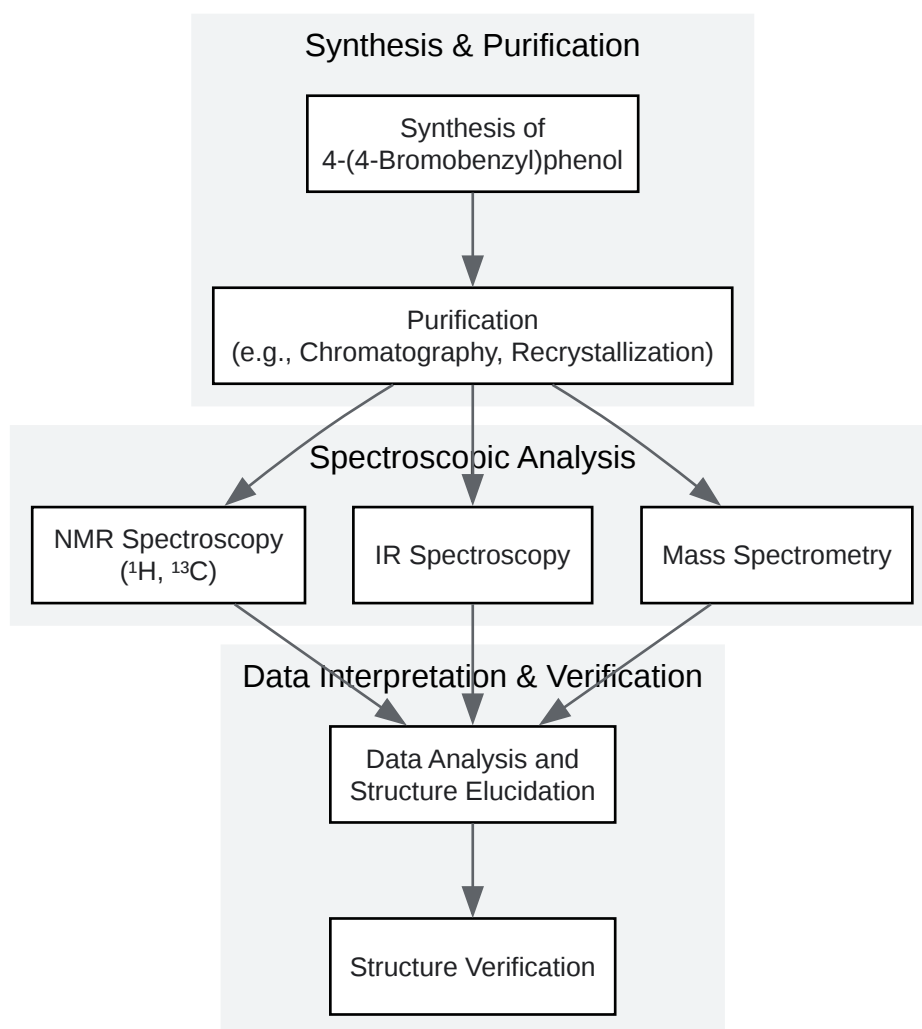 Synthesis & Purification
Synthesis of
4-(4-Bromobenzyl)phenol
Purification
(e.g., Chromatography, Recrystallization)
Spectroscopic Analysis
NMR Spectroscopy
(¹H, ¹³C)
IR Spectroscopy
Mass Spectrometry
Data Interpretation & Verification
Data Analysis and
Structure Elucidation
Structure Verification